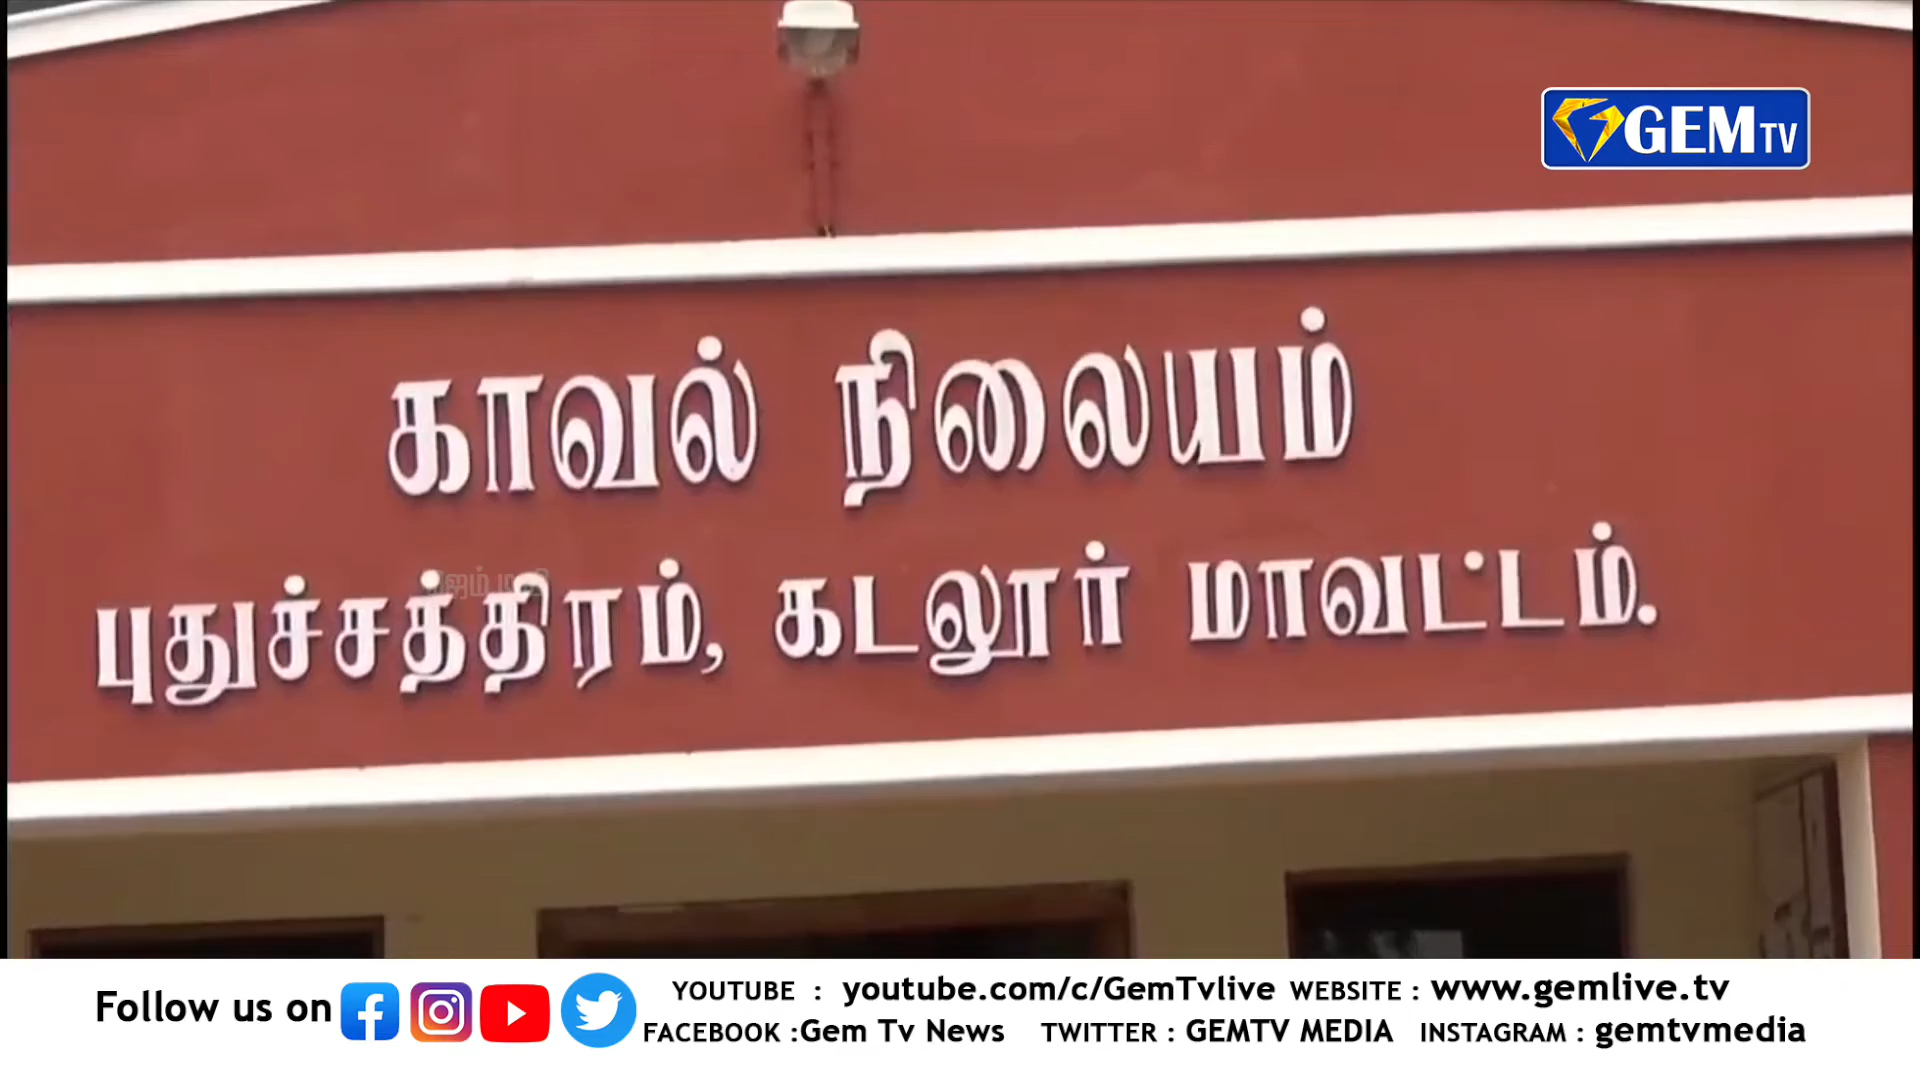 GEM TV
காவல் நிலையம்
புதுச்சத்திரம், கடலூர் மாவட்டம்.
Follow us on
YOUTUBE : youtube.com/c/GemTvlive WEBSITE : www.gemlive.tv
FACEBOOK :Gem Tv News TWITTER : GEMTV MEDIA INSTAGRAM : gemtvmedia